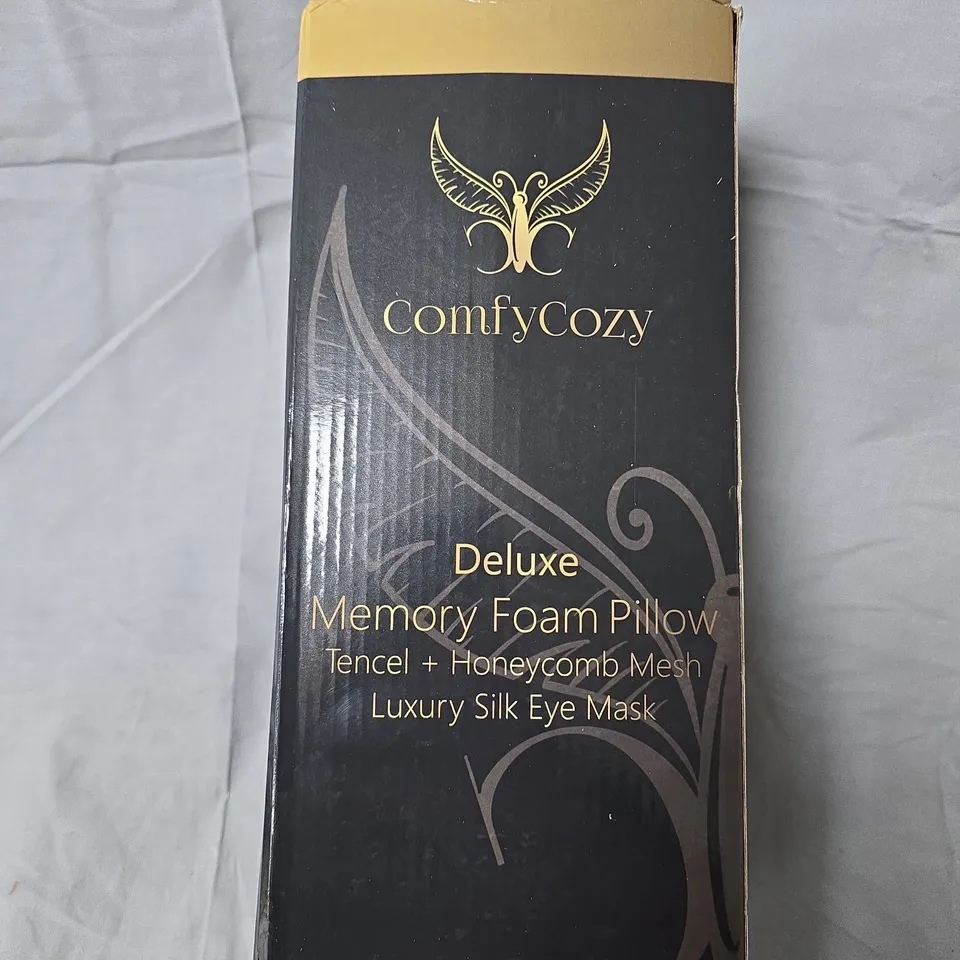 ComfyCozy
Deluxe
Memory Foam Pillow
Tencel + Honeycomb Mesh
Luxury Silk Eye Mask